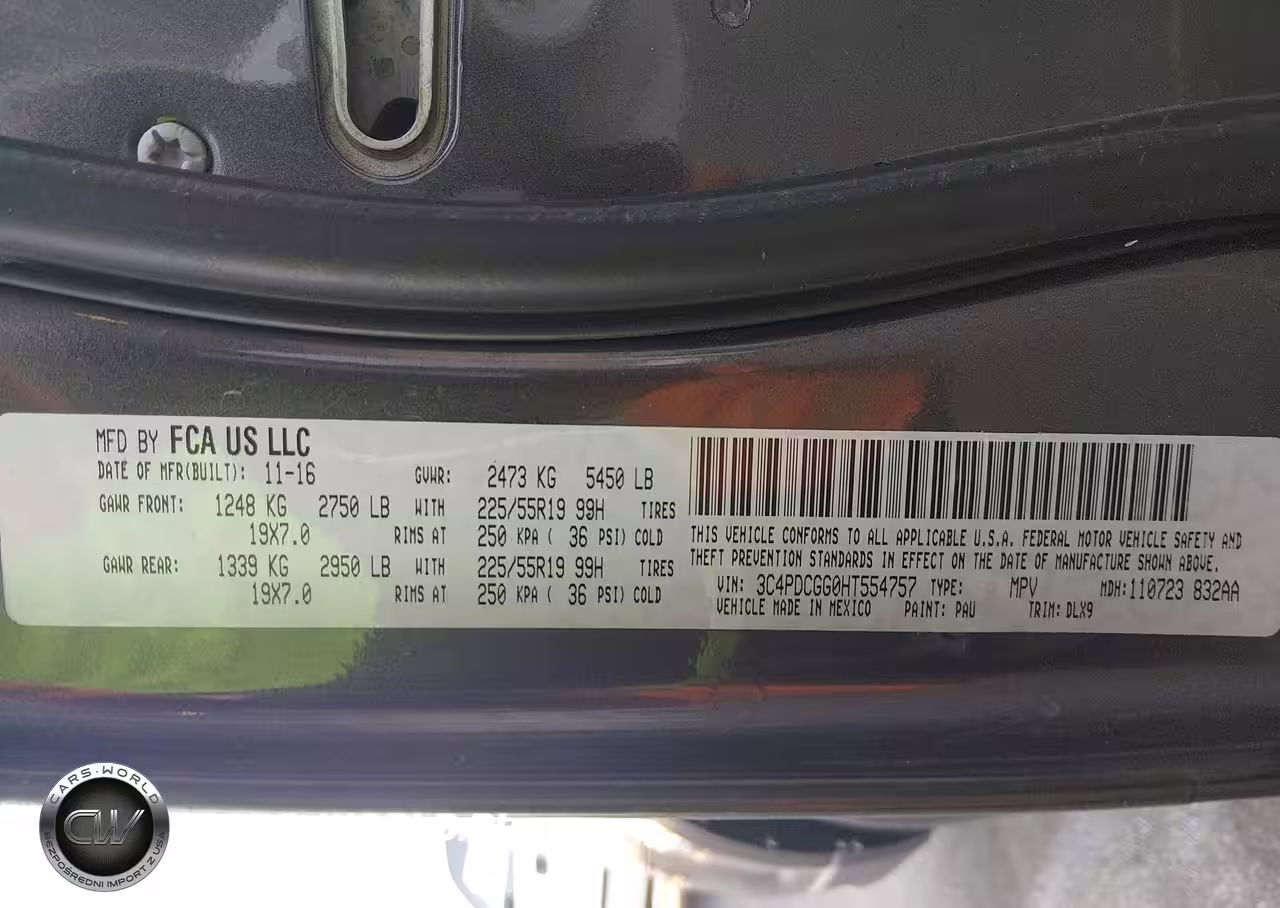 MFD BY FCA US LLC
DATE OF MFR(BUILT): 11-16 GVWR: 2473 KG 5450 LB
GAWR FRONT: 1248 KG 2750 LB WITH 225/55R19 99H TIRES
19X7.0 RIMS AT 250 KPA ( 36 PSI) COLD
GAWR REAR: 1339 KG 2950 LB WITH 225/55R19 99H TIRES
19X7.0 RIMS AT 250 KPA ( 36 PSI) COLD
THIS VEHICLE CONFORMS TO ALL APPLICABLE U.S.A. FEDERAL MOTOR VEHICLE SAFETY AND
THEFT PREVENTION STANDARDS IN EFFECT ON THE DATE OF MANUFACTURE SHOWN ABOVE.
VIN: 3C4PDCGG0HT554757 TYPE: MPV MDH:110723 832AA
VEHICLE MADE IN MEXICO PAINT: PAU TRIM: DLX9
CARS-WORLD
CW
BEZPOŚREDNI IMPORT Z USA